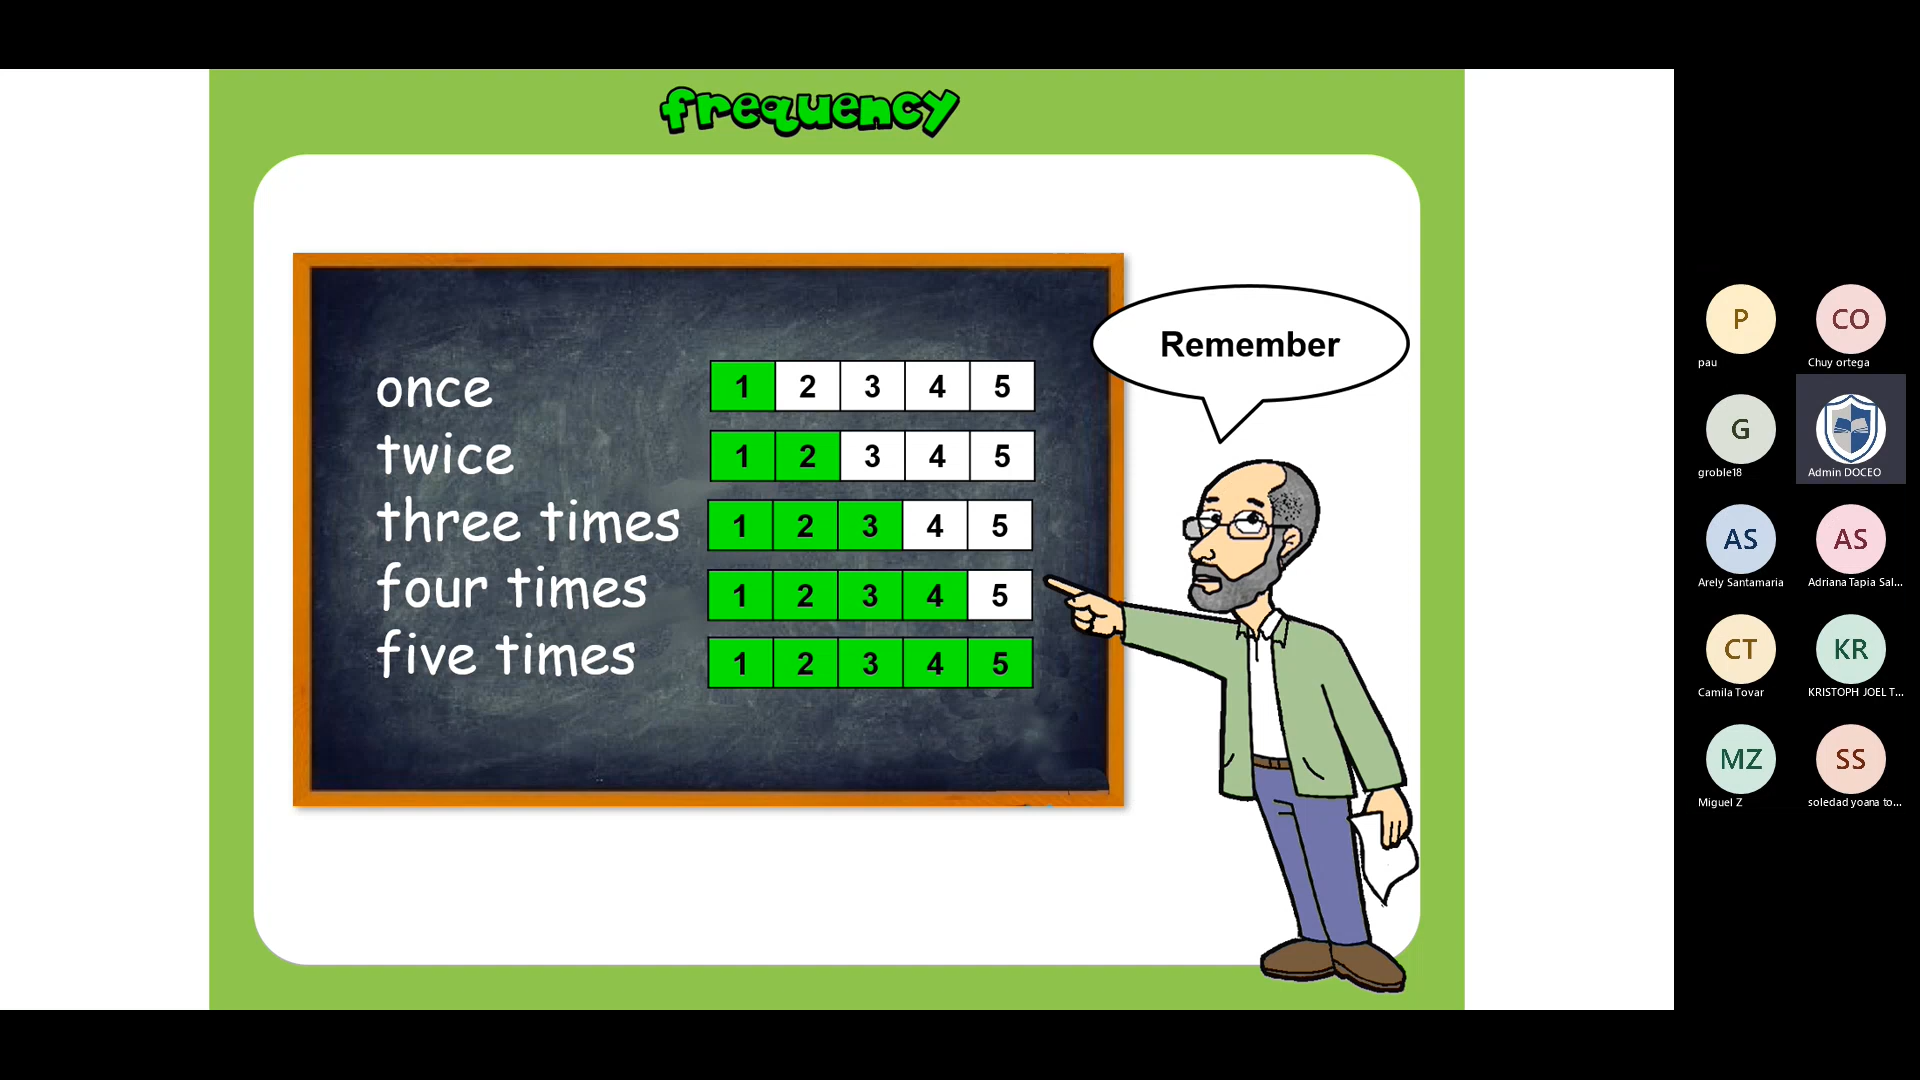 frequency
Remember
once 1 2 3 4 5
twice 1 2 3 4 5
three times 1 2 3 4 5
four times 1 2 3 4 5
five times 1 2 3 4 5
P CO
pau Chuy ortega
G
groble18 Admin DOCEO
AS AS
Arely Santamaria Adriana Tapia Sal...
CT KR
Camila Tovar KRISTOPH JOEL T...
MZ SS
Miguel Z soledad yoana to...